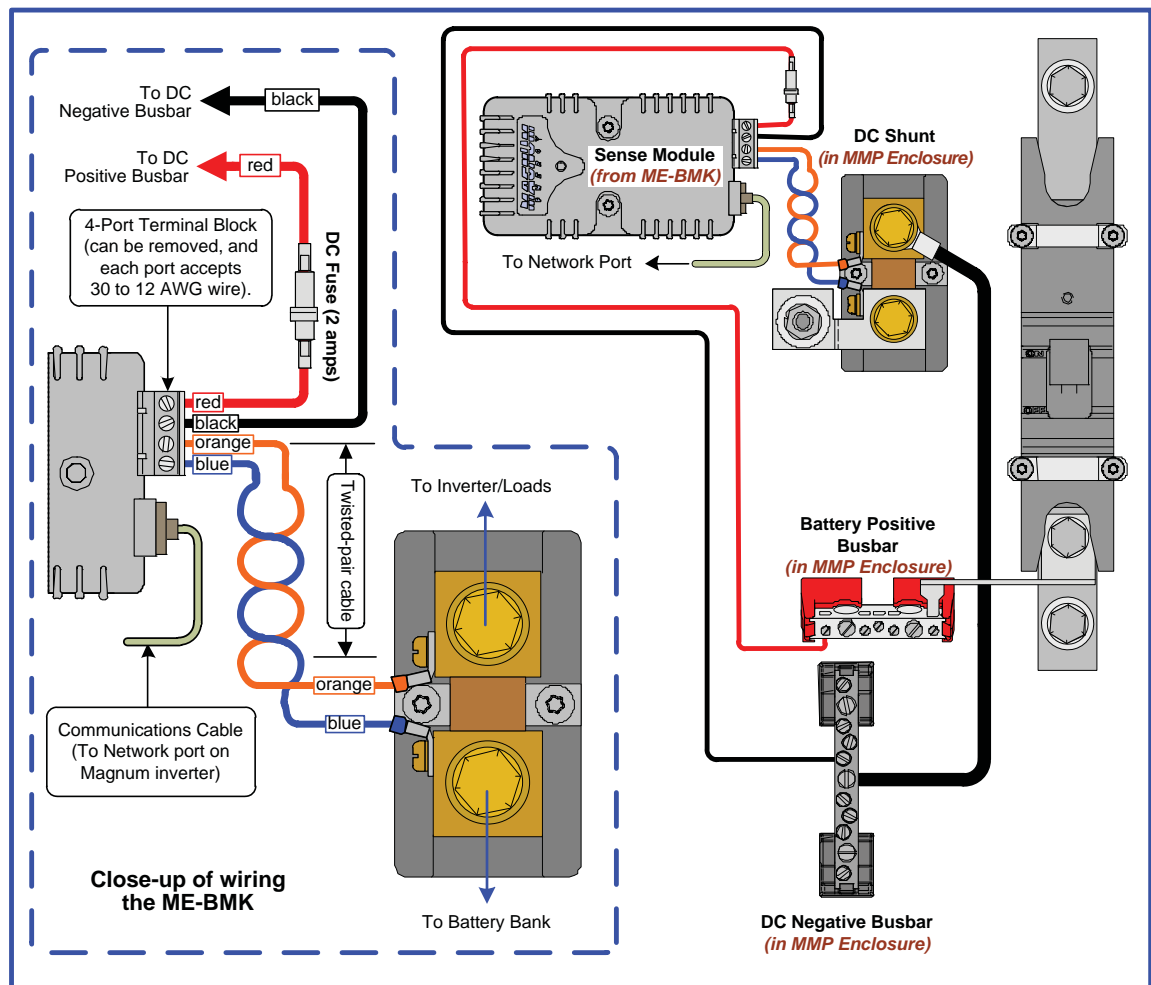 To DC
Negative Busbar
black
To DC
Positive Busbar
red
4-Port Terminal Block
(can be removed, and
each port accepts
30 to 12 AWG wire).
DC Fuse (2 amps)
red
black
orange
blue
Twisted-pair cable
To Inverter/Loads
orange
blue
Communications Cable
(To Network port on
Magnum inverter)
Close-up of wiring
the ME-BMK
To Battery Bank
Sense Module
(from ME-BMK)
To Network Port
DC Shunt
(in MMP Enclosure)
Battery Positive
Busbar
(in MMP Enclosure)
DC Negative Busbar
(in MMP Enclosure)